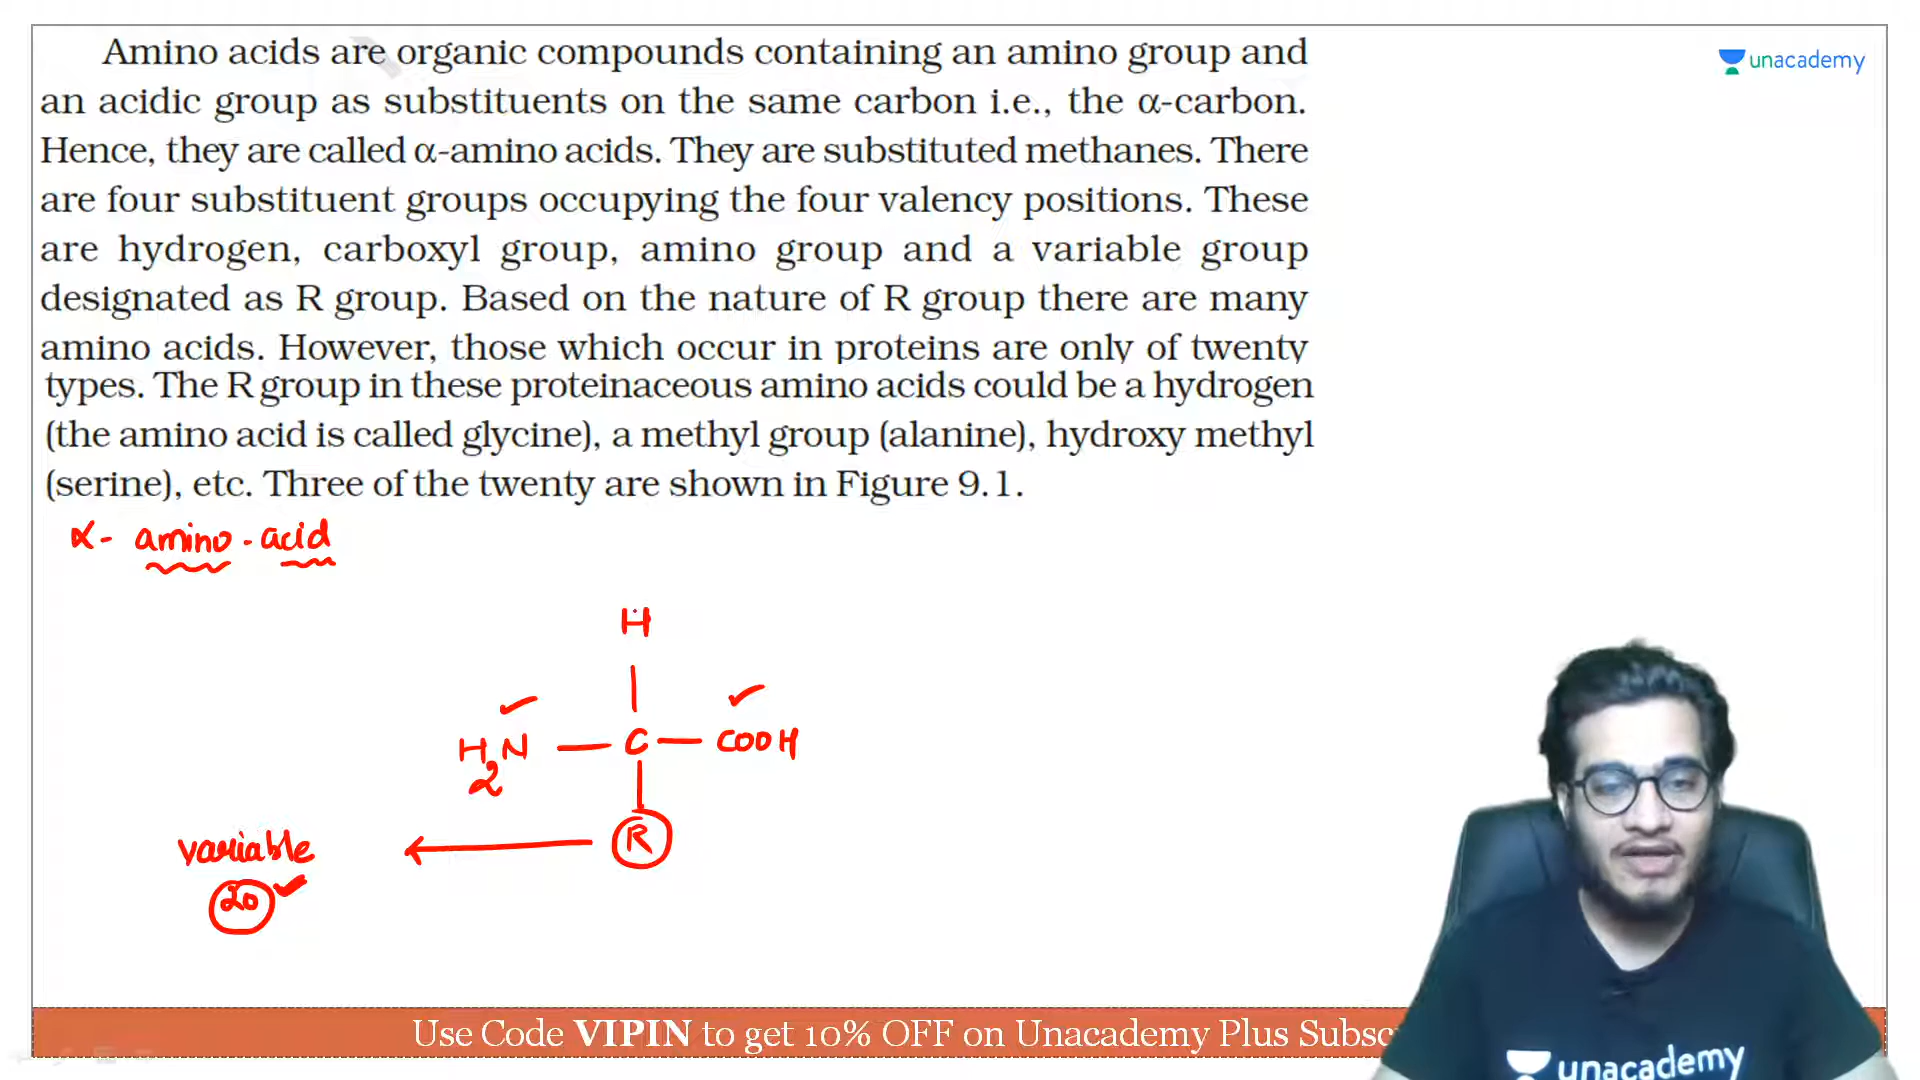 Amino acids are organic compounds containing an amino group and
an acidic group as substituents on the same carbon i.e., the α-carbon.
Hence, they are called α-amino acids. They are substituted methanes. There
are four substituent groups occupying the four valency positions. These
are hydrogen, carboxyl group, amino group and a variable group
designated as R group. Based on the nature of R group there are many
amino acids. However, those which occur in proteins are only of twenty
types. The R group in these proteinaceous amino acids could be a hydrogen
(the amino acid is called glycine), a methyl group (alanine), hydroxy methyl
(serine), etc. Three of the twenty are shown in Figure 9.1.
unacademy
α- amino-acid
H
H2N — C — COOH
R
variable
20
Use Code VIPIN to get 10% OFF on Unacademy Plus
unacademy